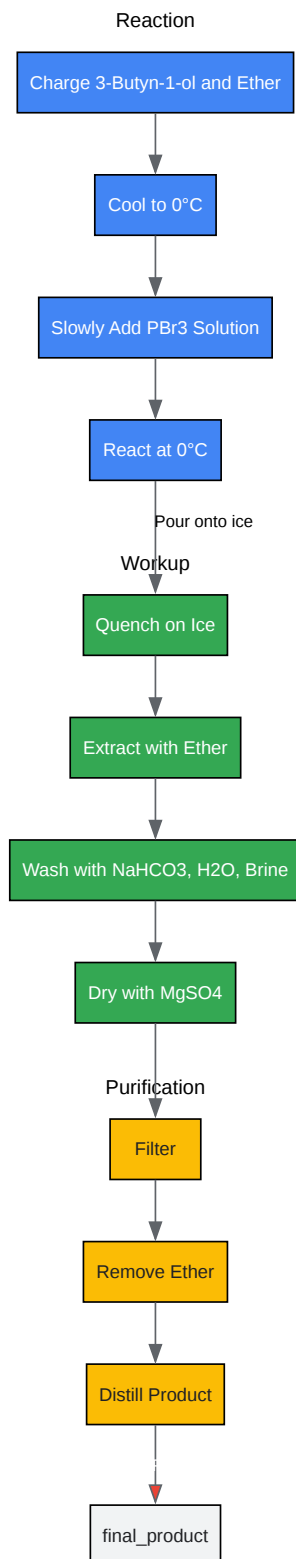 Reaction
Charge 3-Butyn-1-ol and Ether
Cool to 0°C
Slowly Add PBr3 Solution
React at 0°C
Pour onto ice
Workup
Quench on Ice
Extract with Ether
Wash with NaHCO3, H2O, Brine
Dry with MgSO4
Purification
Filter
Remove Ether
Distill Product
final_product